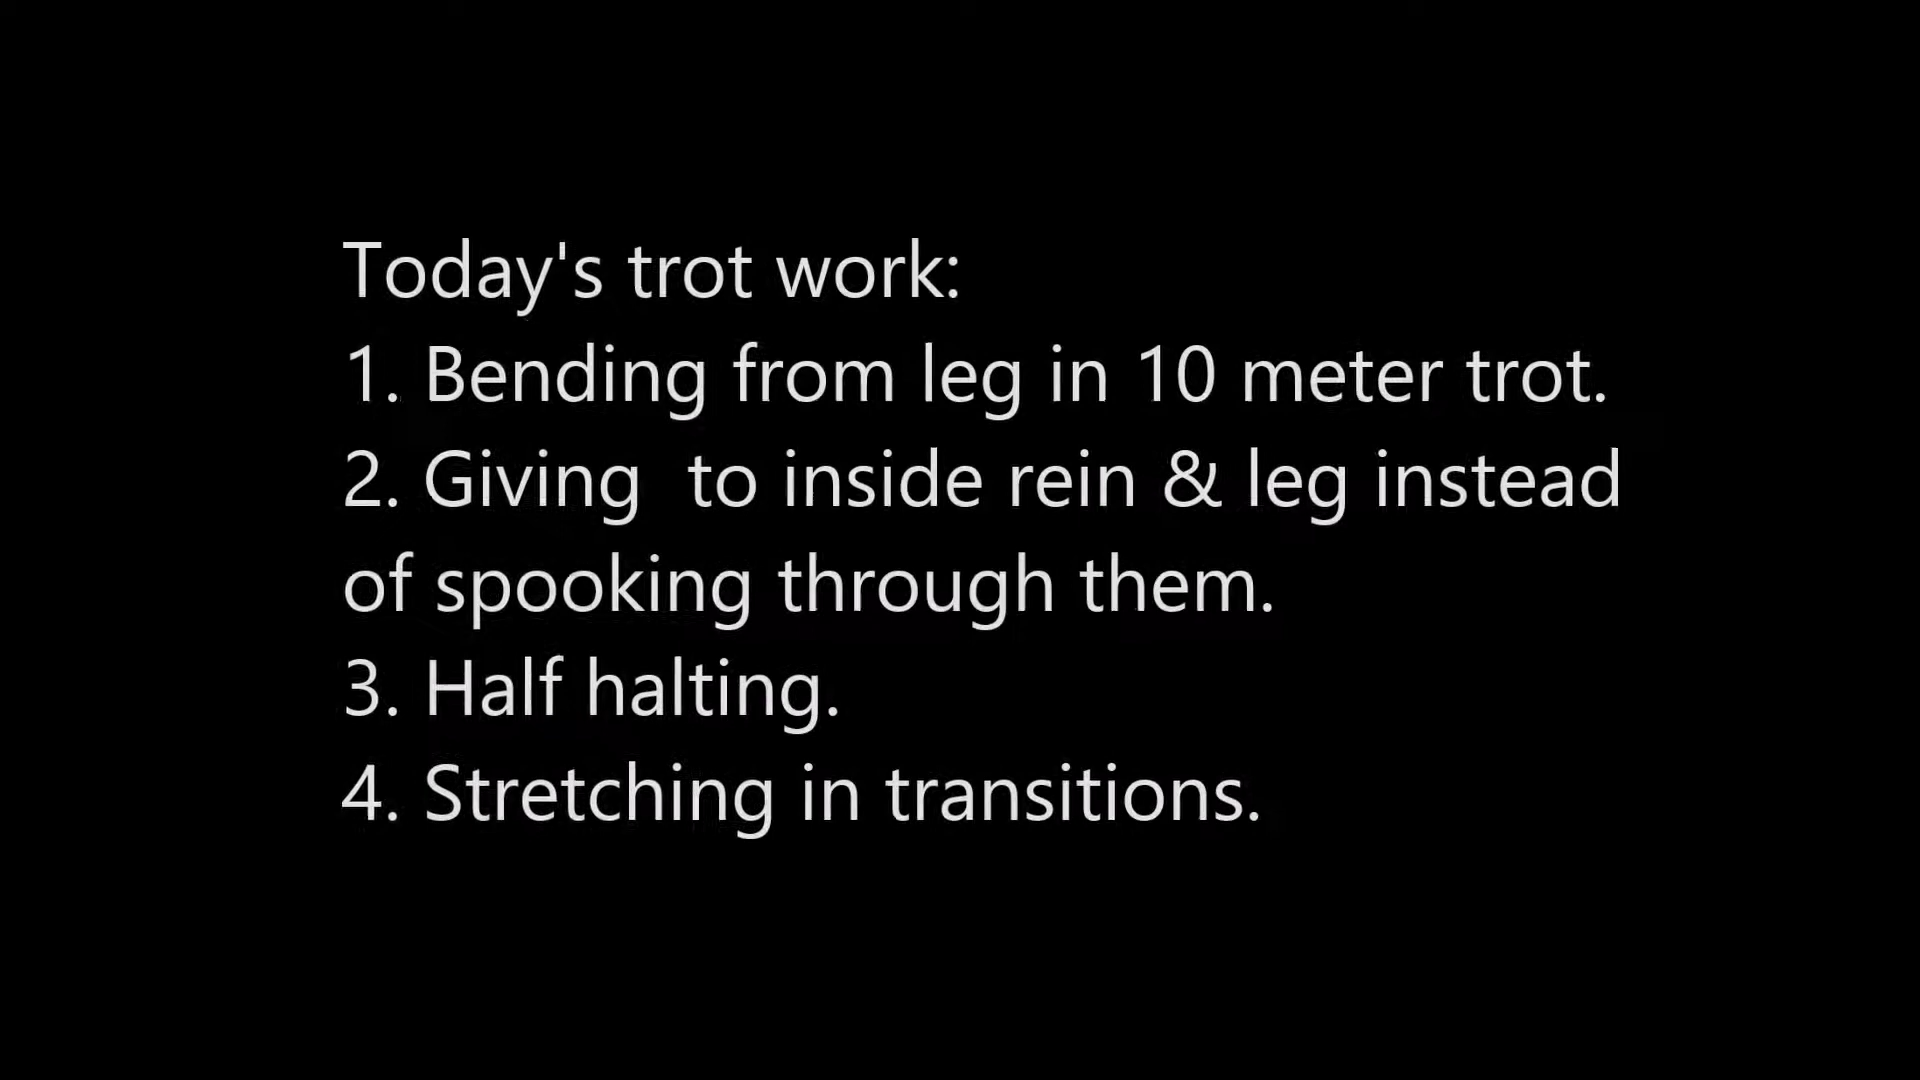 Today's trot work:
1. Bending from leg in 10 meter trot.
2. Giving  to inside rein & leg instead
of spooking through them.
3. Half halting.
4. Stretching in transitions.